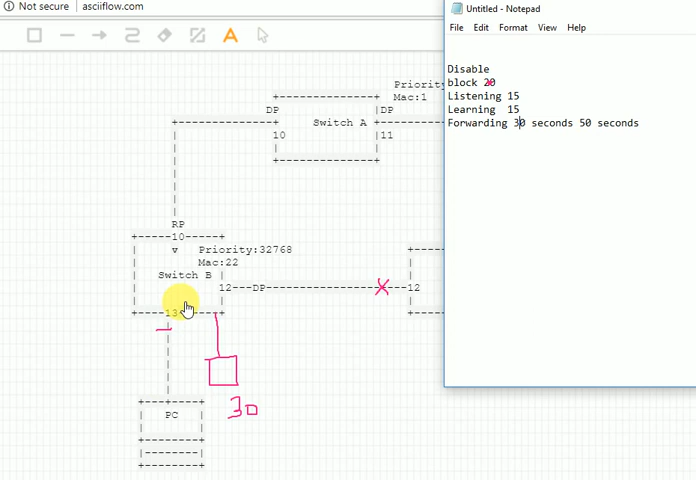 Not secure | asciiflow.com
Untitled - Notepad
File Edit Format View Help
Disable
block 20
Listening 15
Learning 15
Forwarding 30 seconds 50 seconds
Priority:
Mac:1
DP
DP
Switch A
10
11
RP
10
v
Priority:32768
Mac:22
Switch B
12
DP
X
12
13
PC
30